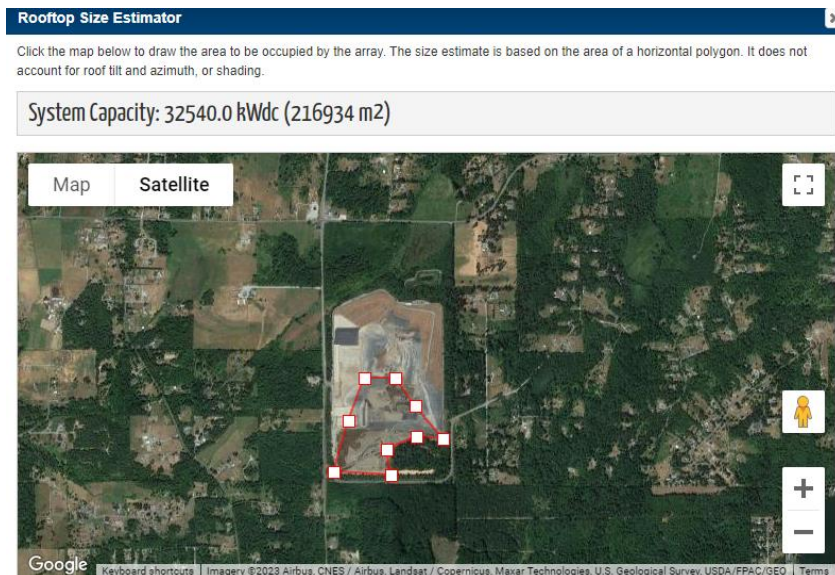 Rooftop Size Estimator
Click the map below to draw the area to be occupied by the array. The size estimate is based on the area of a horizontal polygon. It does not
account for roof tilt and azimuth, or shading.
System Capacity: 32540.0 kWdc (216934 m2)
Map Satellite
Google Keyboard shortcuts Imagery ©2023 Airbus, CNES / Airbus, Landsat / Copernicus, Maxar Technologies, U.S. Geological Survey, USDA/FPAC/GEO Terms